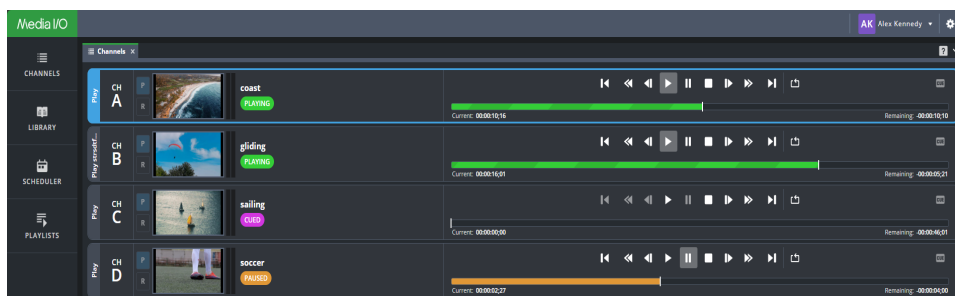 Media I/O
AK Alex Kennedy
Channels x
?
CHANNELS
LIBRARY
SCHEDULER
PLAYLISTS
Play
CH
A
P
R
coast
PLAYING
Current: 00:00:10;16
Remaining: -00:00:10;10
CH
B
P
R
gliding
PLAYING
Current: 00:00:16;01
Remaining: -00:00:05;21
Play
CH
C
P
R
sailing
CUED
Current: 00:00:00;00
Remaining: -00:00:46;01
Play
CH
D
P
R
soccer
PAUSED
Current: 00:00:02;27
Remaining: -00:00:04;00